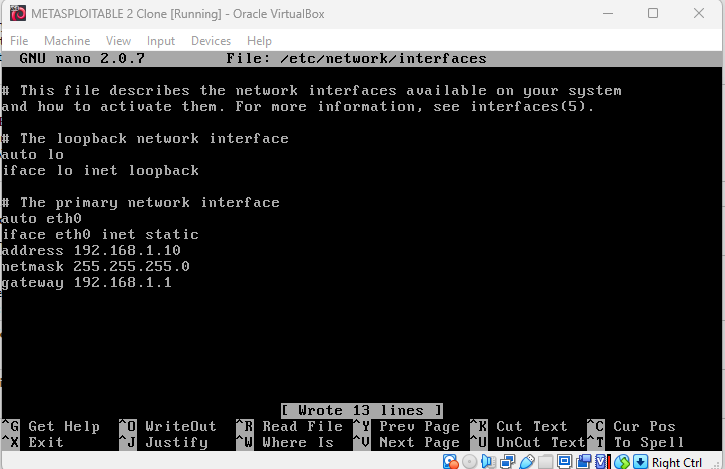 METASPLOITABLE 2 Clone [Running] - Oracle VirtualBox
File Machine View Input Devices Help
GNU nano 2.0.7 File: /etc/network/interfaces
# This file describes the network interfaces available on your system
and how to activate them. For more information, see interfaces(5).
# The loopback network interface
auto lo
iface lo inet loopback
# The primary network interface
auto eth0
iface eth0 inet static
address 192.168.1.10
netmask 255.255.255.0
gateway 192.168.1.1
[ Wrote 13 lines ]
^G Get Help ^O WriteOut ^R Read File ^Y Prev Page ^K Cut Text ^C Cur Pos
^X Exit ^J Justify ^W Where Is ^V Next Page ^U UnCut Text ^T To Spell
Right Ctrl